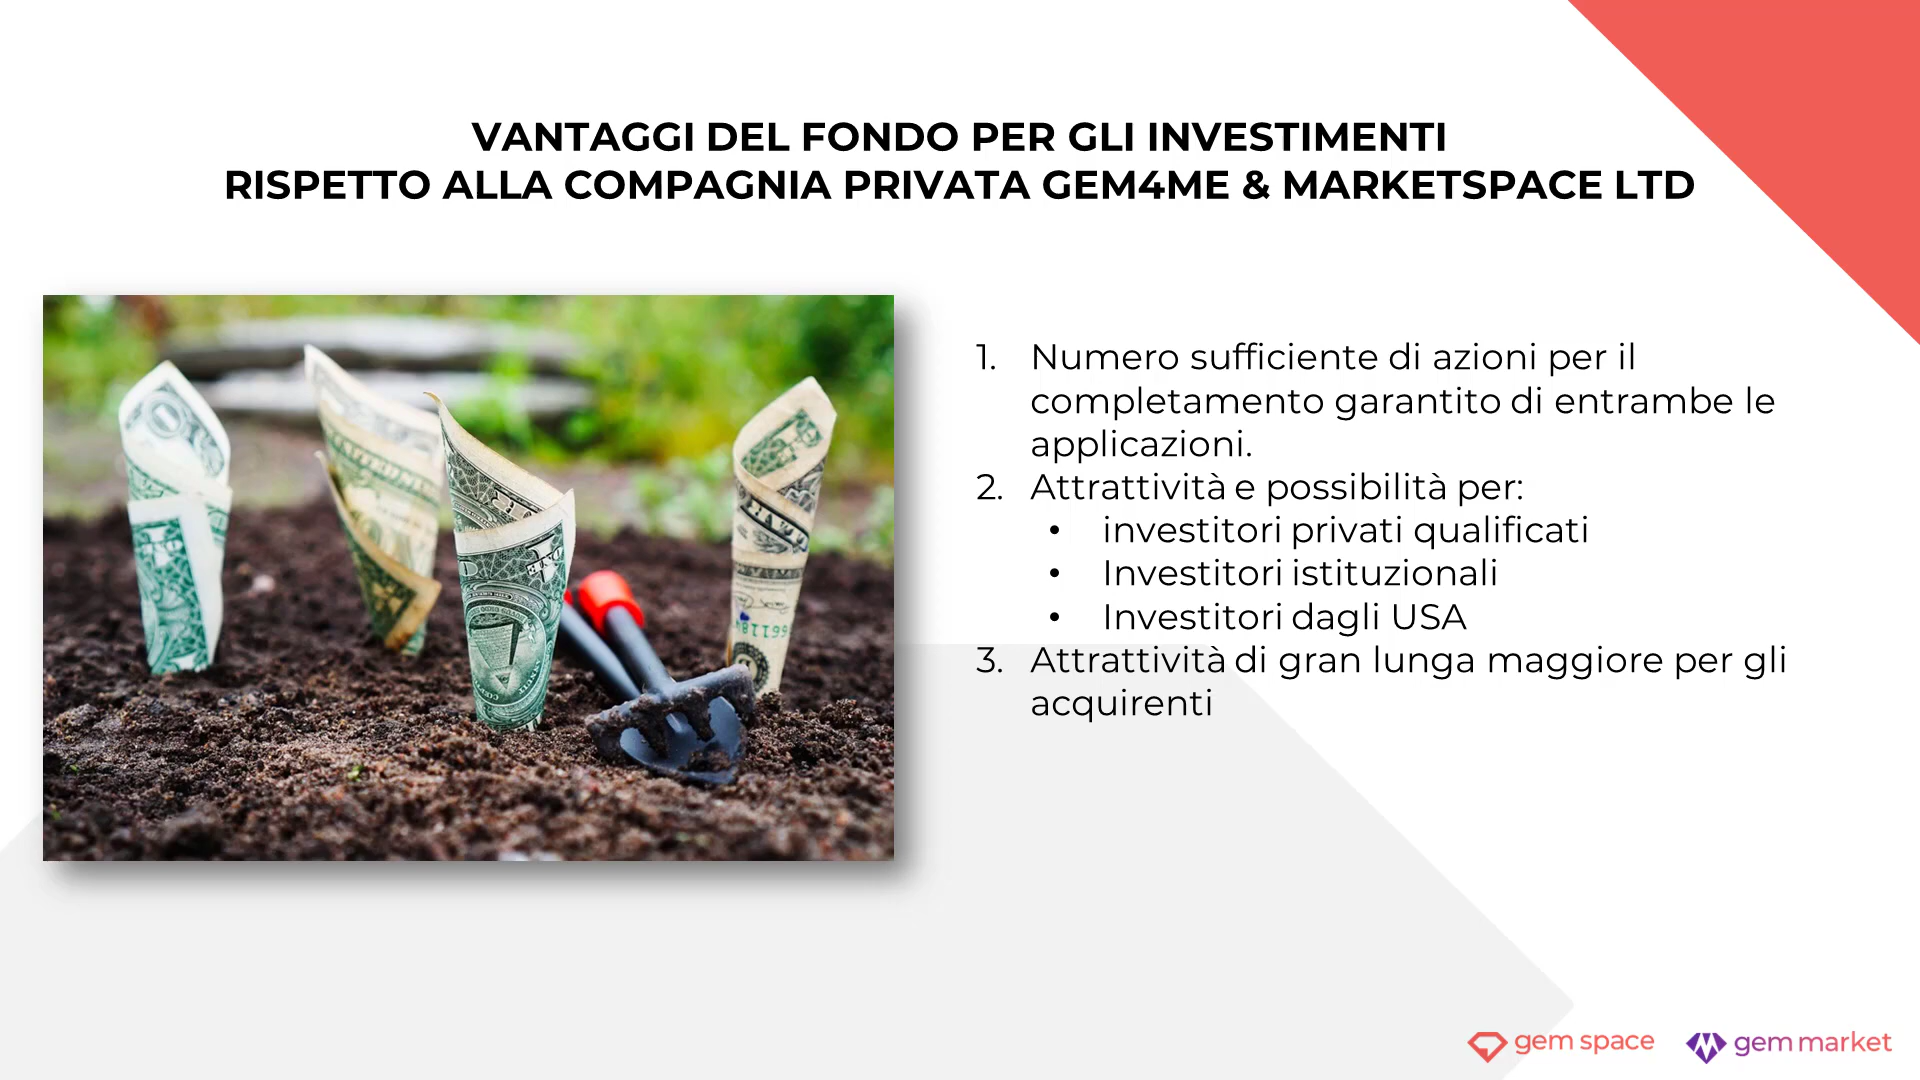 VANTAGGI DEL FONDO PER GLI INVESTIMENTI
RISPETTO ALLA COMPAGNIA PRIVATA GEM4ME & MARKETSPACE LTD
1. Numero sufficiente di azioni per il
completamento garantito di entrambe le
applicazioni.
2. Attrattività e possibilità per:
• investitori privati qualificati
• Investitori istituzionali
• Investitori dagli USA
3. Attrattività di gran lunga maggiore per gli
acquirenti
gem space
gem market